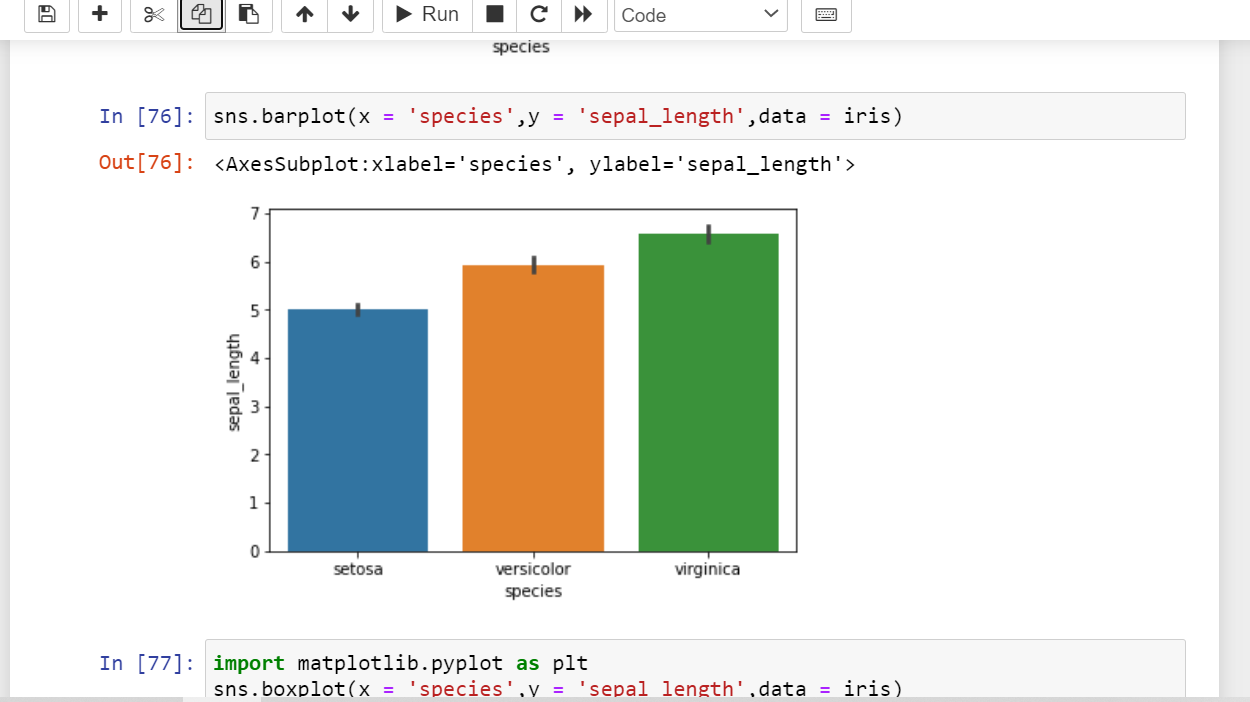 Run
Code
species
In [76]:
sns.barplot(x = 'species',y = 'sepal_length',data = iris)
Out[76]:
<AxesSubplot:xlabel='species', ylabel='sepal_length'>
7
6
5
4
3
2
1
0
sepal_length
setosa versicolor virginica
species
In [77]:
import matplotlib.pyplot as plt
sns.boxplot(x = 'species',y = 'sepal_length',data = iris)